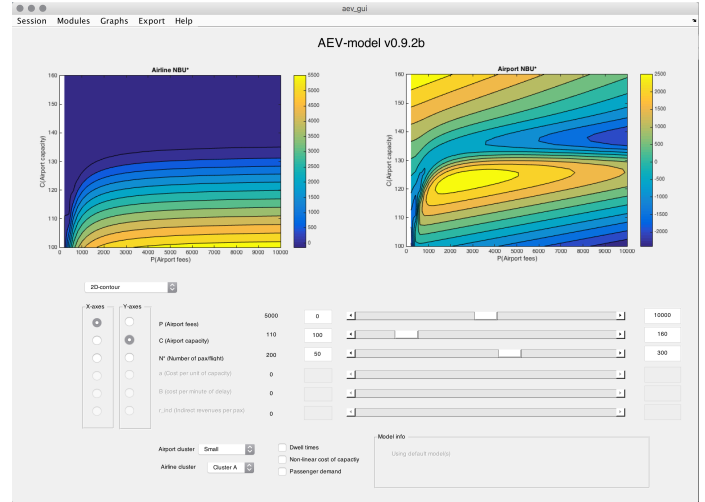 aev_gui
Session Modules Graphs Export Help
AEV-model v0.9.2b
Airline NBU*
160
150
140
130
120
110
100
C(Airport capacity)
0 1000 2000 3000 4000 5000 6000 7000 8000 9000 10000
P(Airport fees)
5500
5000
4500
4000
3500
3000
2500
2000
1500
1000
500
0
Airport NBU*
160
150
140
130
120
110
100
C(Airport capacity)
0 1000 2000 3000 4000 5000 6000 7000 8000 9000 10000
P(Airport fees)
2500
2000
1500
1000
500
0
-500
-1000
-1500
-2000
2D-contour
X-axes Y-axes
P (Airport fees) 5000 0 10000
C (Airport capacity) 110 100 160
N* (Number of pax/flight) 200 50 300
a (Cost per unit of capacity) 0
B (cost per minute of delay) 0
r_ind (Indirect revenues per pax) 0
Airport cluster Small
Airline cluster Cluster A
Dwell times
Non-linear cost of capactiy
Passenger demand
Model info
Using default model(s)